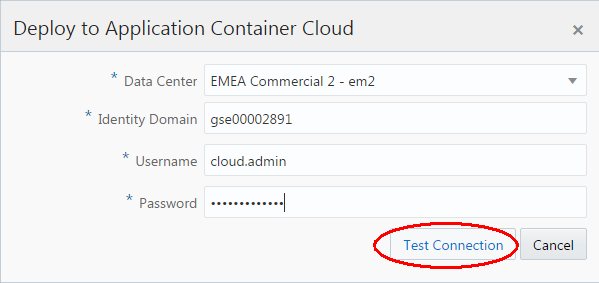 Deploy to Application Container Cloud ×
* Data Center EMEA Commercial 2 - em2
* Identity Domain gse00002891
* Username cloud.admin
* Password •••••••••••••
Test Connection Cancel